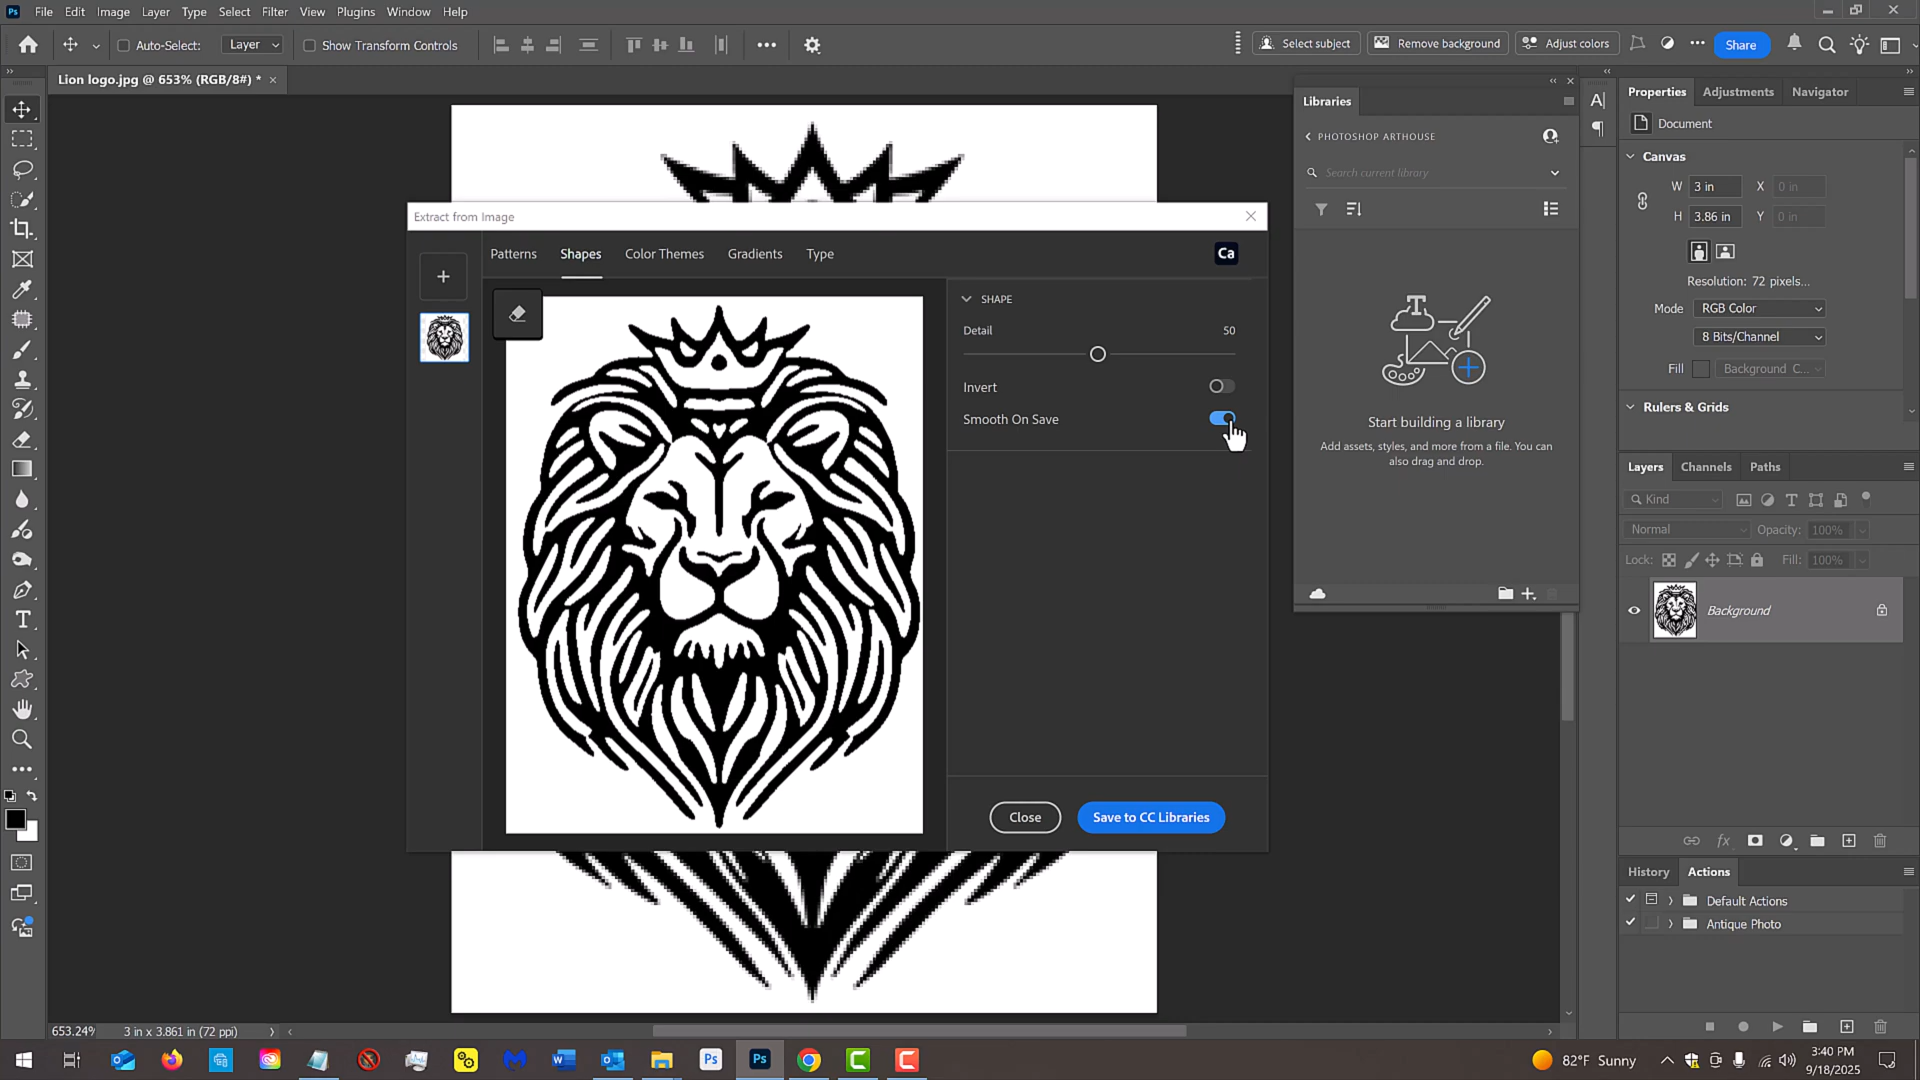 Ps File Edit Image Layer Type Select Filter View Plugins Window Help
Auto-Select: Layer Show Transform Controls Select subject Remove background Adjust colors Share
Lion logo.jpg @ 653% (RGB/8#) *
Libraries
PHOTOSHOP ARTHOUSE
Search current library
Start building a library
Add assets, styles, and more from a file. You can
also drag and drop.
Extract from Image
Patterns Shapes Color Themes Gradients Type Ca
SHAPE
Detail 50
Invert
Smooth On Save
Close Save to CC Libraries
Properties Adjustments Navigator
Document
Canvas
W 3 in X 0 in
H 3.86 in Y 0 in
Resolution: 72 pixels...
Mode RGB Color
8 Bits/Channel
Fill Background C...
Rulers & Grids
Layers Channels Paths
Kind
Normal Opacity: 100%
Lock: Fill: 100%
Background
fx
History Actions
Default Actions
Antique Photo
653.24% 3 in x 3.861 in (72 ppi)
Ps Ps 82°F Sunny 3:40 PM
9/18/2025